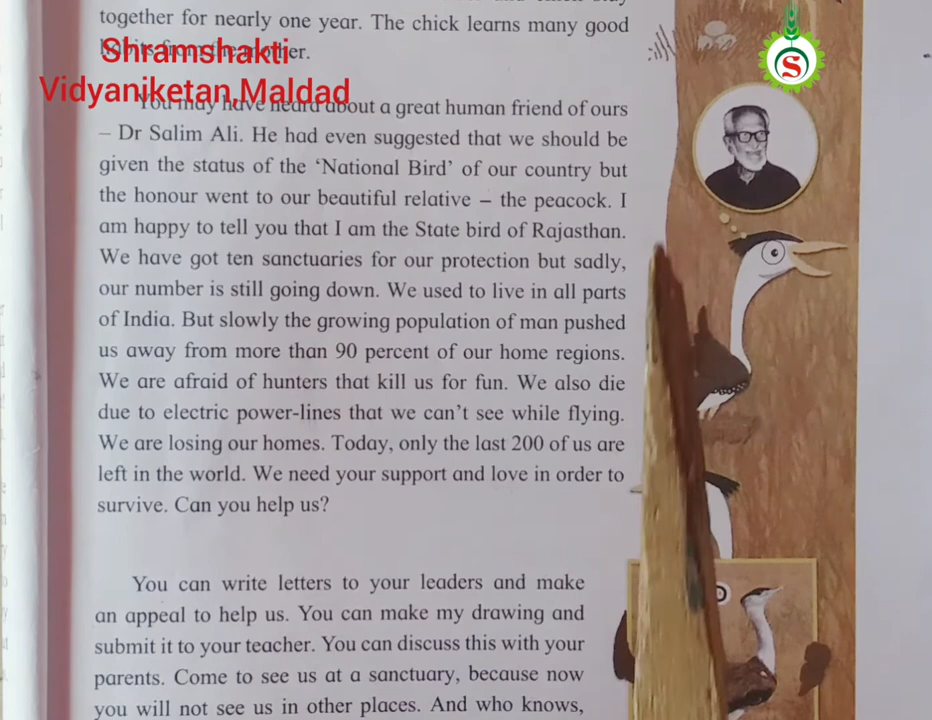 together for nearly one year. The chick learns many good
Shramshakti
habits from the mother.
Vidyaniketan,Maldad
You may have heard about a great human friend of ours
– Dr Salim Ali. He had even suggested that we should be
given the status of the ‘National Bird’ of our country but
the honour went to our beautiful relative – the peacock. I
am happy to tell you that I am the State bird of Rajasthan.
We have got ten sanctuaries for our protection but sadly,
our number is still going down. We used to live in all parts
of India. But slowly the growing population of man pushed
us away from more than 90 percent of our home regions.
We are afraid of hunters that kill us for fun. We also die
due to electric power-lines that we can’t see while flying.
We are losing our homes. Today, only the last 200 of us are
left in the world. We need your support and love in order to
survive. Can you help us?
You can write letters to your leaders and make
an appeal to help us. You can make my drawing and
submit it to your teacher. You can discuss this with your
parents. Come to see us at a sanctuary, because now
you will not see us in other places. And who knows,
S